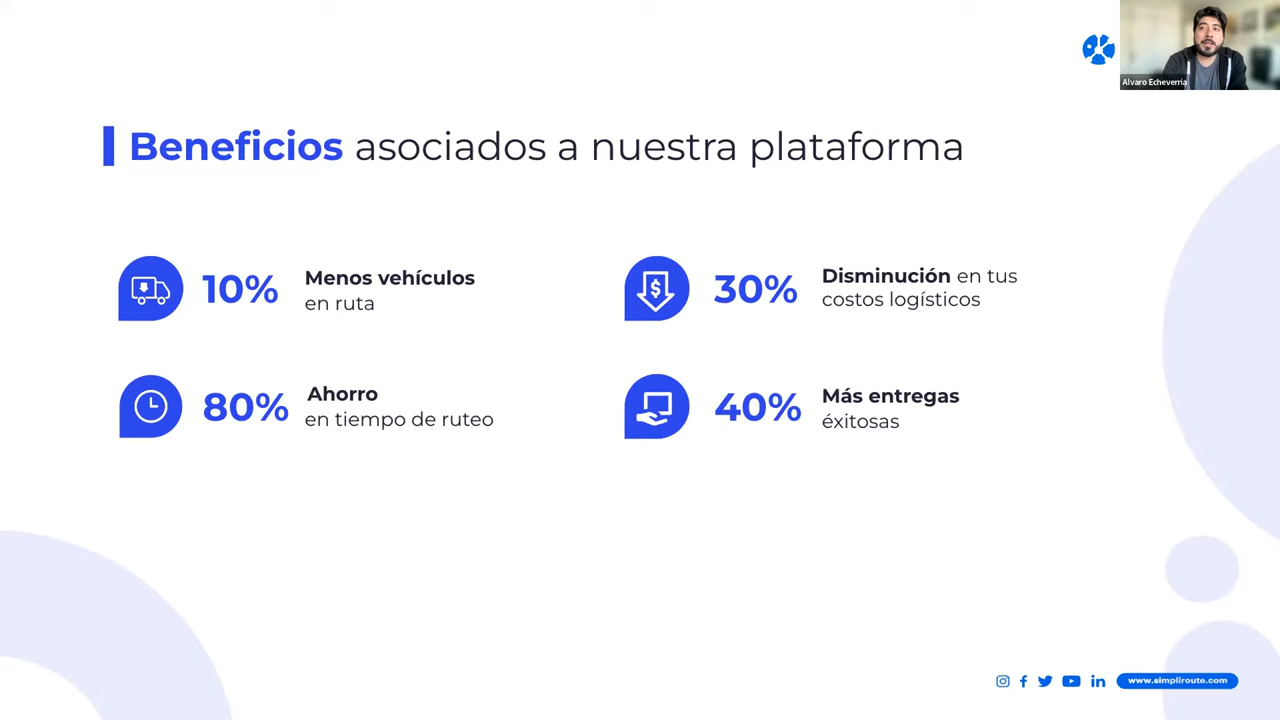 Alvaro Echeverria
Beneficios asociados a nuestra plataforma
10%
Menos vehículos
en ruta
30%
Disminución en tus
costos logísticos
80%
Ahorro
en tiempo de ruteo
40%
Más entregas
éxitosas
www.simpliroute.com